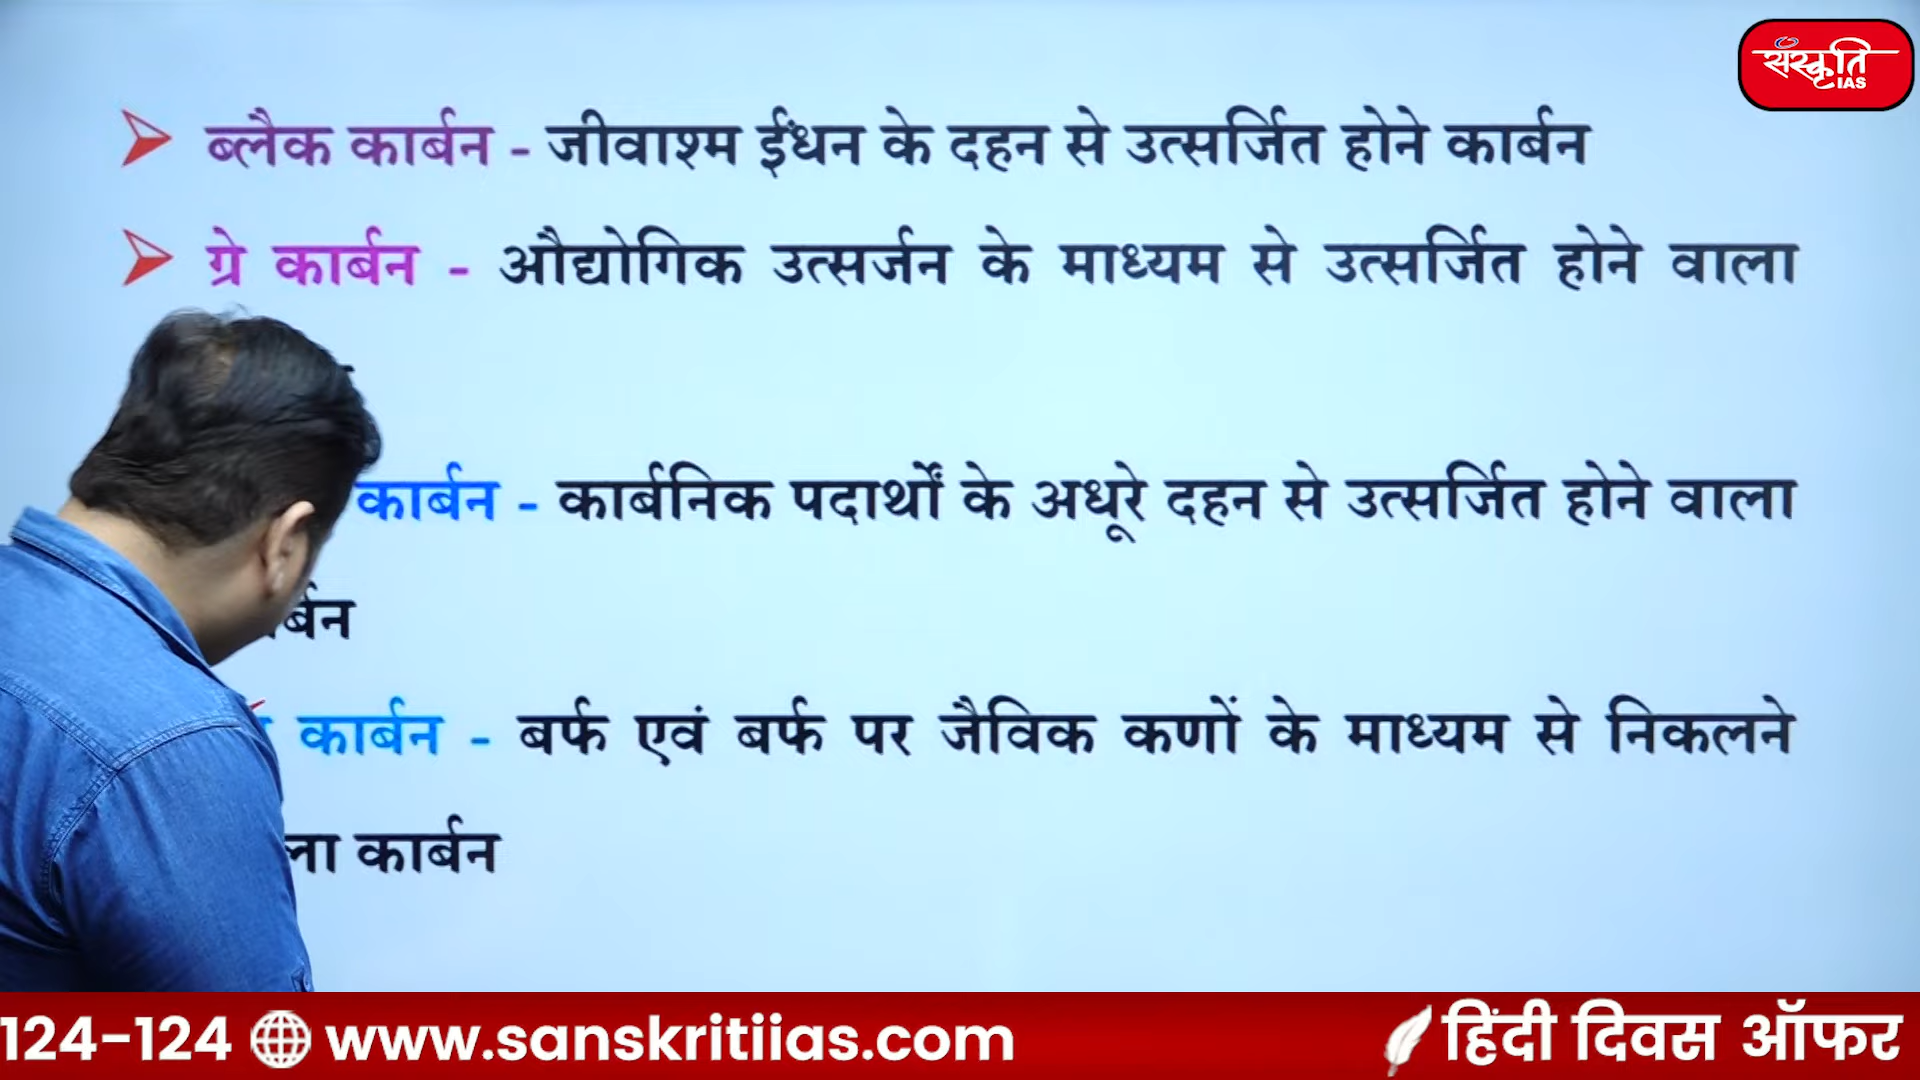 संस्कृति
IAS
ब्लैक कार्बन - जीवाश्म ईंधन के दहन से उत्सर्जित होने कार्बन
ग्रे कार्बन - औद्योगिक उत्सर्जन के माध्यम से उत्सर्जित होने वाला
कार्बन - कार्बनिक पदार्थों के अधूरे दहन से उत्सर्जित होने वाला
कार्बन - बर्फ एवं बर्फ पर जैविक कणों के माध्यम से निकलने
कार्बन
124-124 www.sanskritiias.com हिंदी दिवस ऑफर